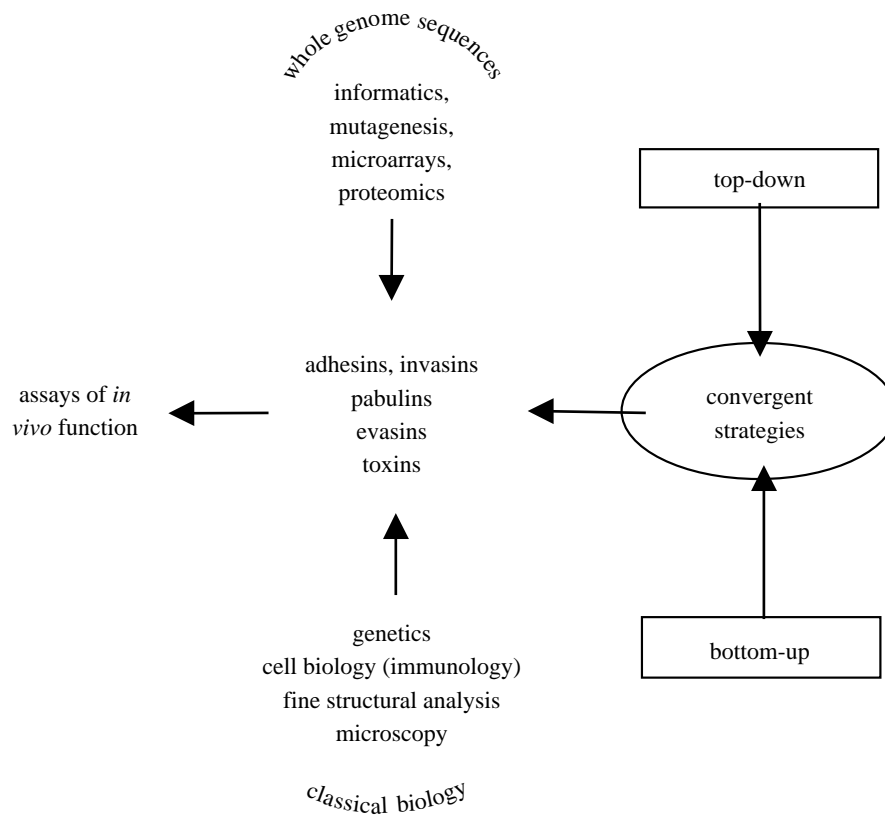 whole genome sequences
informatics,
mutagenesis,
microarrays,
proteomics
top-down
adhesins, invasins
pabulins
evasins
toxins
assays of in
vivo function
convergent
strategies
genetics
cell biology (immunology)
fine structural analysis
microscopy
bottom-up
classical biology